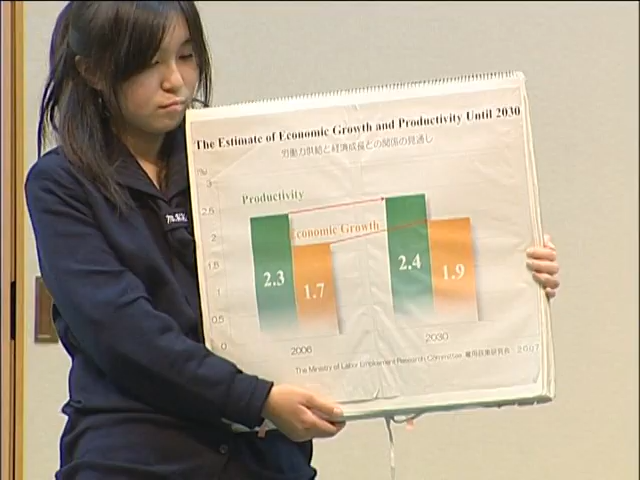 The Estimate of Economic Growth and Productivity Until 2030
労働力供給と経済成長との関係の見通し
%
3
Productivity
2.5
Economic Growth
2
2.3
1.7
2.4
1.9
1.5
1
0.5
0
2006
2030
The Ministry of Labor Employment Research Committee 雇用政策研究会 2007